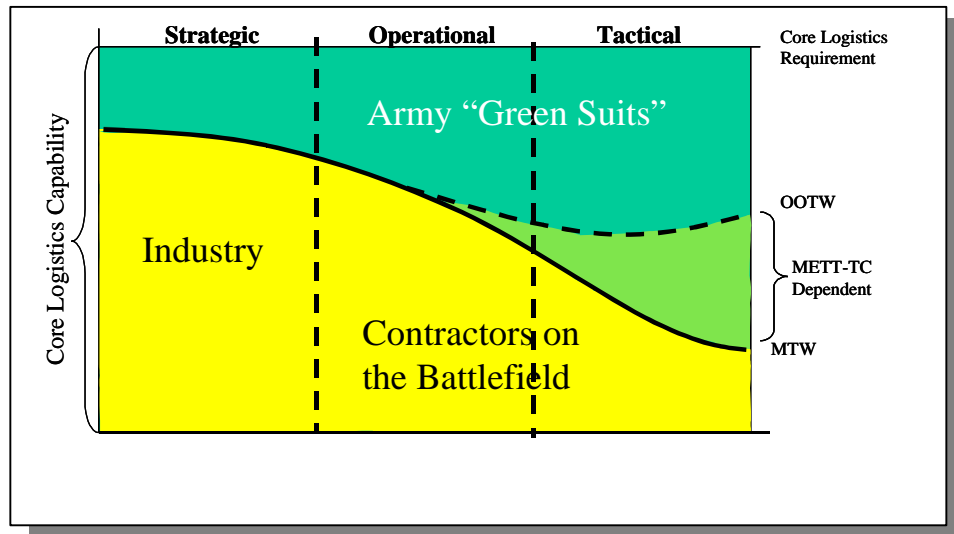 Strategic
Operational
Tactical
Core Logistics
Requirement
Army “Green Suits”
Core Logistics Capability
OOTW
Industry
METT-TC
Dependent
Contractors on
the Battlefield
MTW